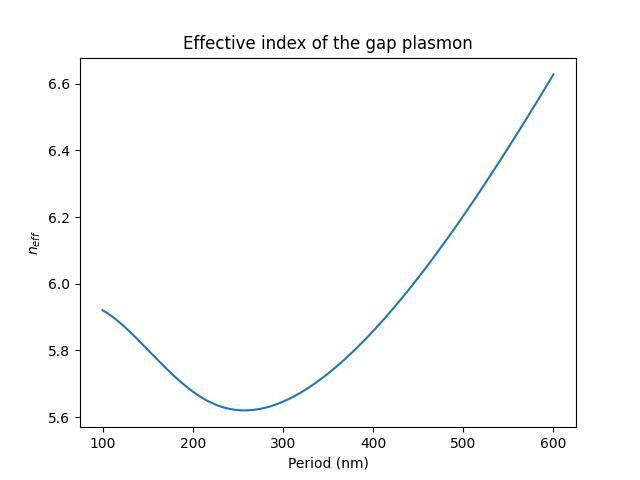 Effective index of the gap plasmon
6.6
6.4
6.2
6.0
5.8
5.6
n_eff
100 200 300 400 500 600
Period (nm)